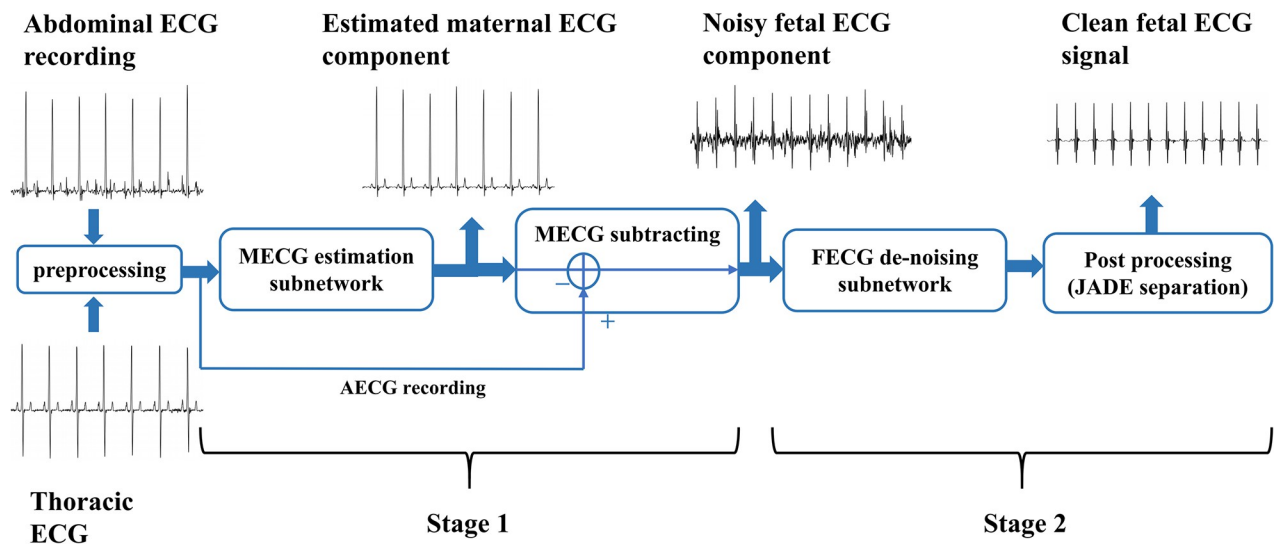 Abdominal ECG
recording
Estimated maternal ECG
component
Noisy fetal ECG
component
Clean fetal ECG
signal
preprocessing
MECG estimation
subnetwork
MECG subtracting
−
+
FECG de-noising
subnetwork
Post processing
(JADE separation)
AECG recording
Thoracic
ECG
Stage 1
Stage 2